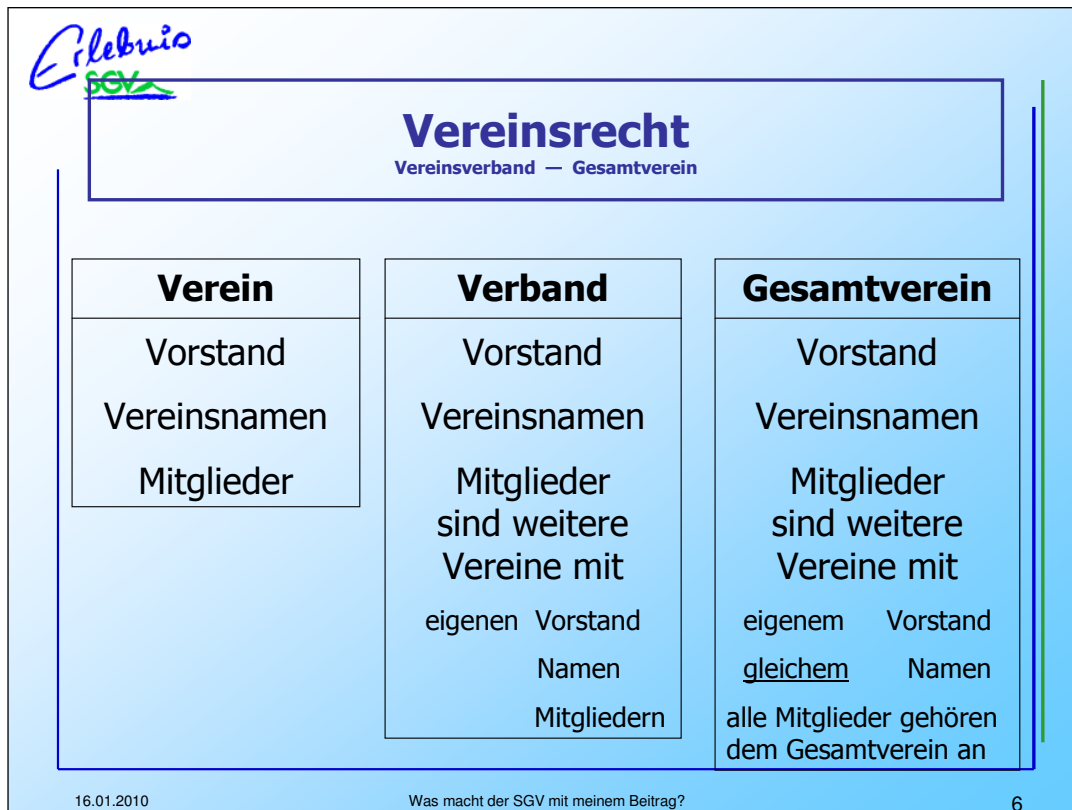 Erlebnis
SGV
Vereinsrecht
Vereinsverband — Gesamtverein
Verein
Vorstand
Vereinsnamen
Mitglieder
Verband
Vorstand
Vereinsnamen
Mitglieder
sind weitere
Vereine mit
eigenen Vorstand
Namen
Mitgliedern
Gesamtverein
Vorstand
Vereinsnamen
Mitglieder
sind weitere
Vereine mit
eigenem Vorstand
gleichem Namen
alle Mitglieder gehören
dem Gesamtverein an
16.01.2010
Was macht der SGV mit meinem Beitrag?
6